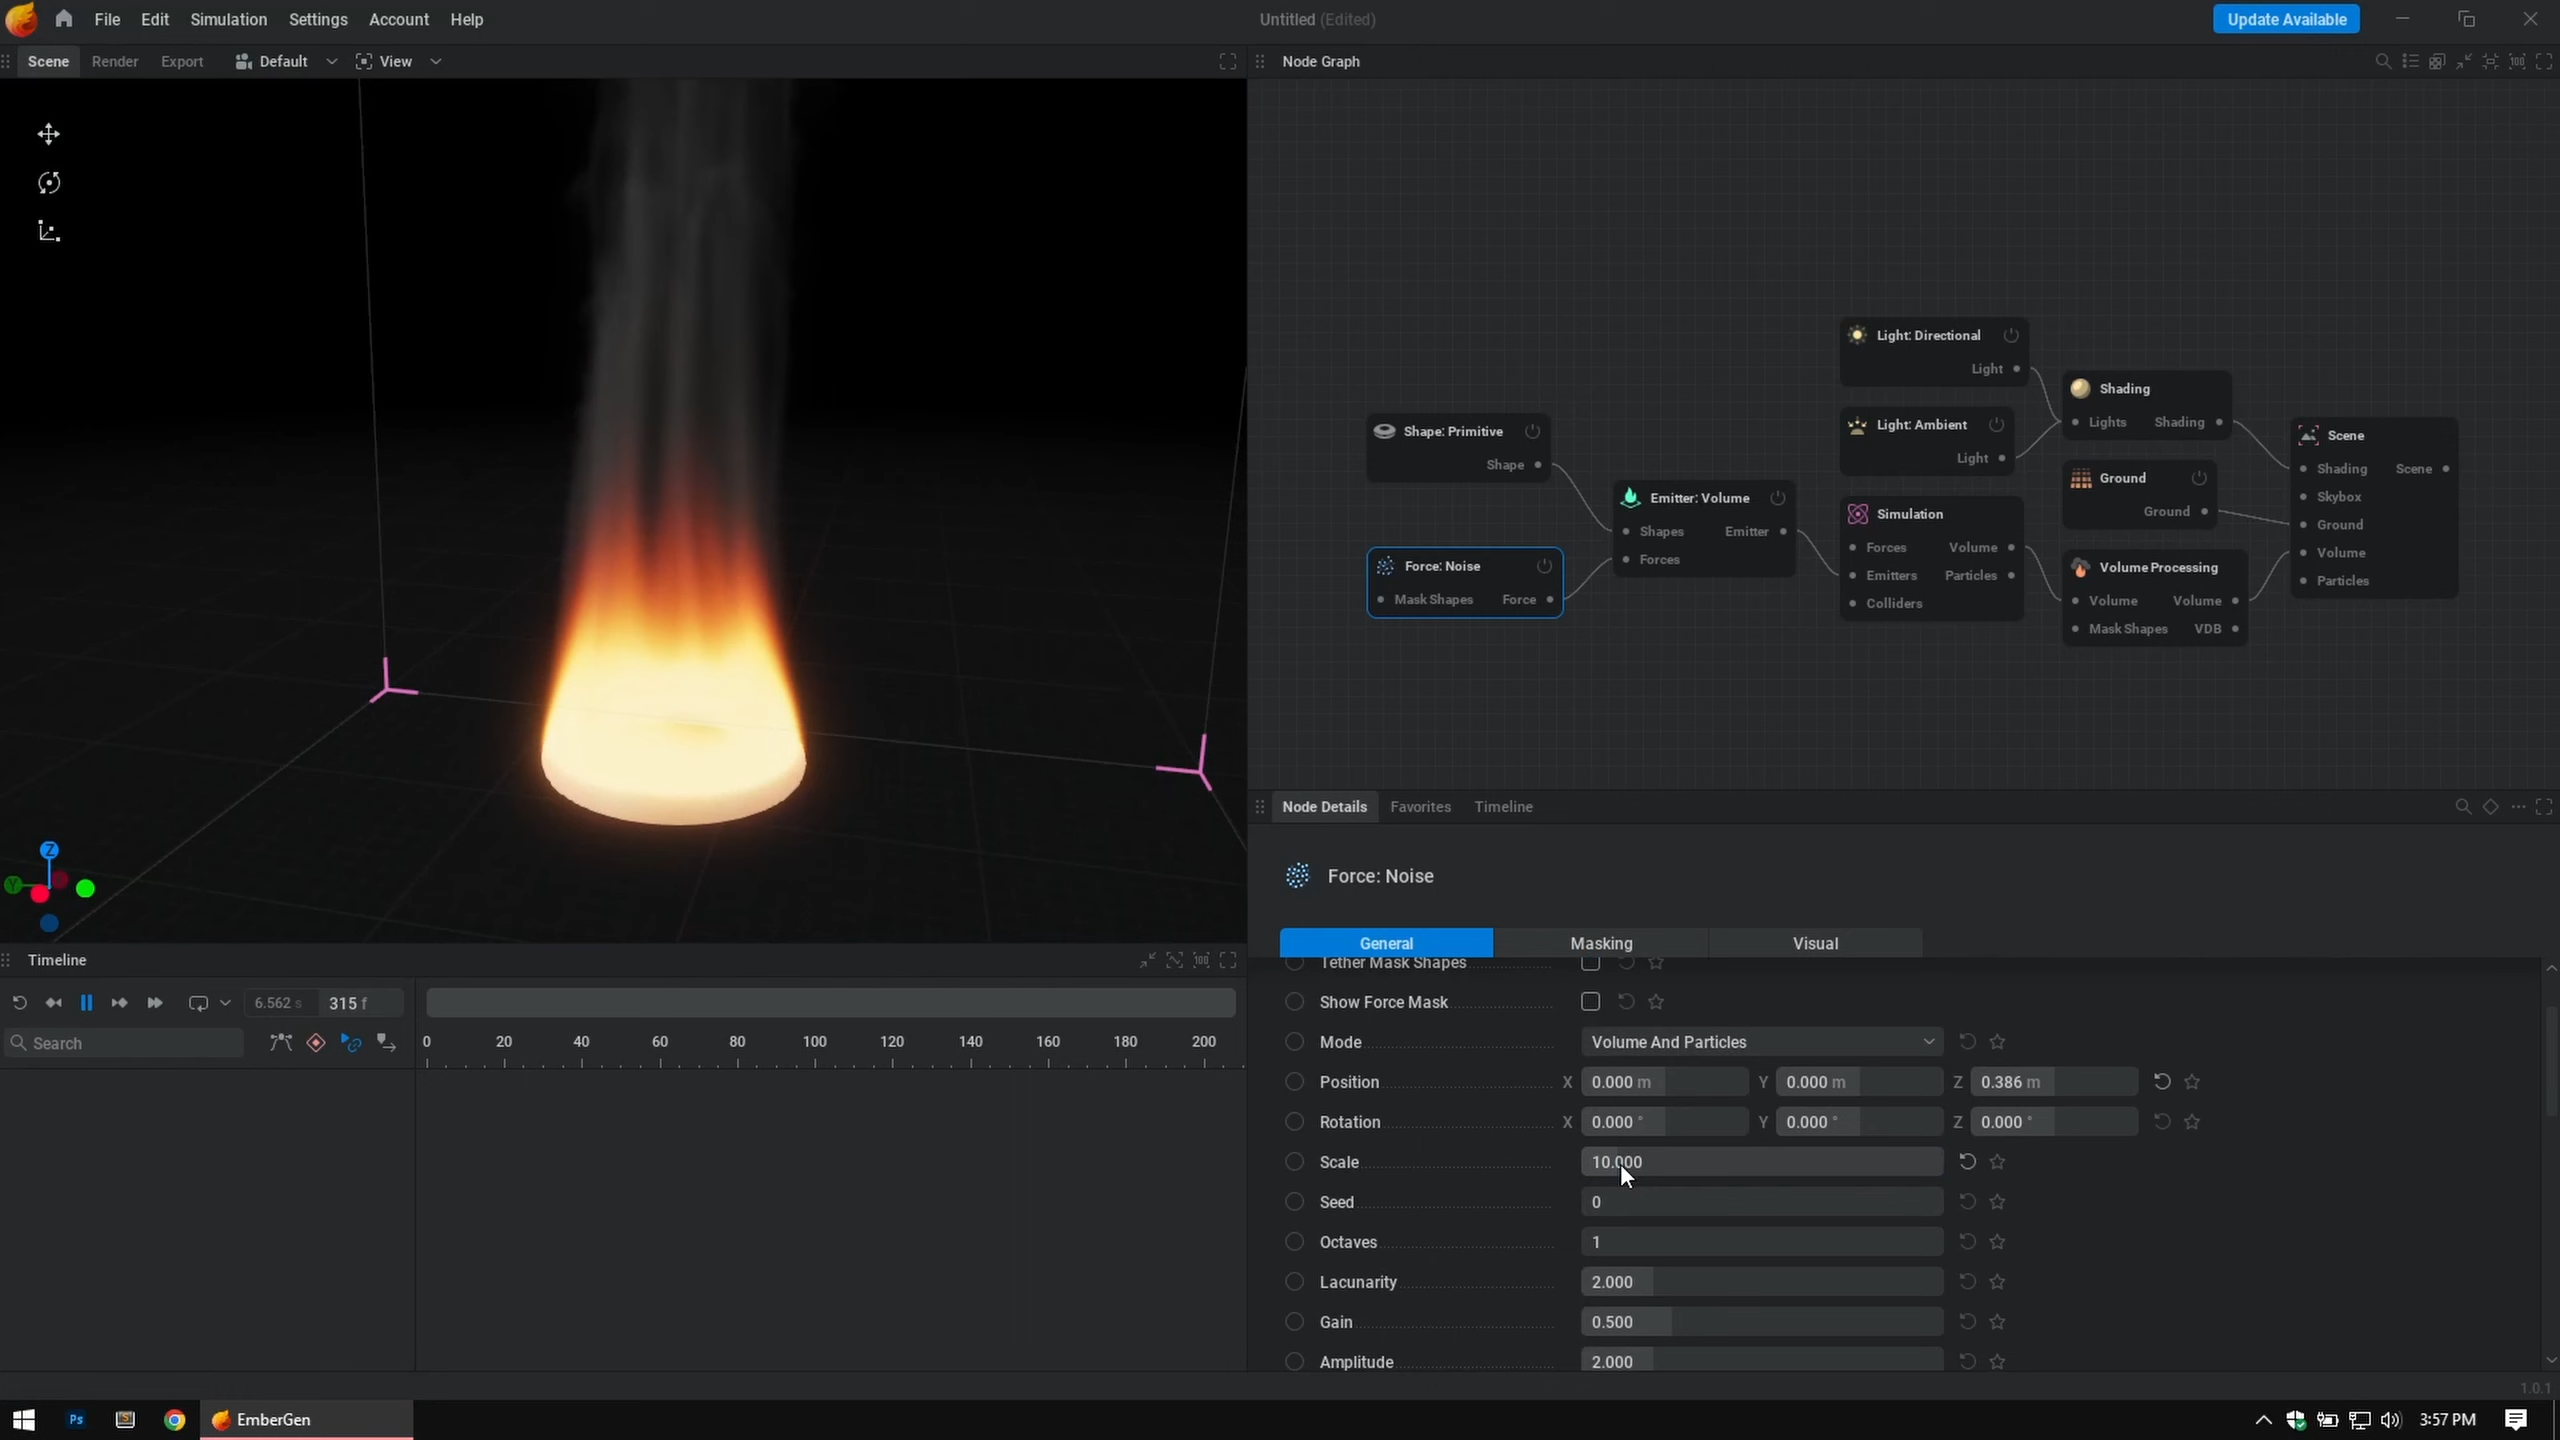 File Edit Simulation Settings Account Help
Untitled (Edited)
Update Available
Scene Render Export Default View
Node Graph
Light: Directional
Light
Light: Ambient
Light
Shading
Lights Shading
Scene
Shading Scene
Skybox
Ground
Volume
Particles
Shape: Primitive
Shape
Ground
Ground
Emitter: Volume
Shapes Emitter
Forces
Simulation
Forces Volume
Emitters Particles
Colliders
Force: Noise
Mask Shapes Force
Volume Processing
Volume Volume
Mask Shapes VDB
Z
Y
Node Details Favorites Timeline
Force: Noise
General Masking Visual
Tether Mask Shapes
Show Force Mask
Mode Volume And Particles
Position X 0.000 m Y 0.000 m Z 0.386 m
Rotation X 0.000 ° Y 0.000 ° Z 0.000 °
Scale 10.000
Seed 0
Octaves 1
Lacunarity 2.000
Gain 0.500
Amplitude 2.000
Timeline
6.562 s 315 f
Search
0 20 40 60 80 100 120 140 160 180 200
1.0.1
Ps
EmberGen
3:57 PM